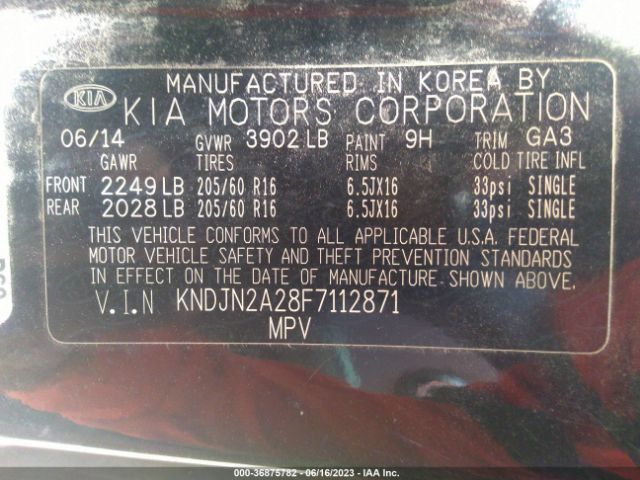 MANUFACTURED IN KOREA BY
KIA KIA MOTORS CORPORATION
06/14 GVWR 3902 LB PAINT 9H TRIM GA3
GAWR TIRES RIMS COLD TIRE INFL
FRONT 2249 LB 205/60 R16 6.5JX16 33psi SINGLE
REAR 2028 LB 205/60 R16 6.5JX16 33psi SINGLE
THIS VEHICLE CONFORMS TO ALL APPLICABLE U.S.A. FEDERAL
MOTOR VEHICLE SAFETY AND THEFT PREVENTION STANDARDS
IN EFFECT ON THE DATE OF MANUFACTURE SHOWN ABOVE.
V.I.N KNDJN2A28F7112871
MPV
000-36875782 - 06/16/2023 - IAA Inc.